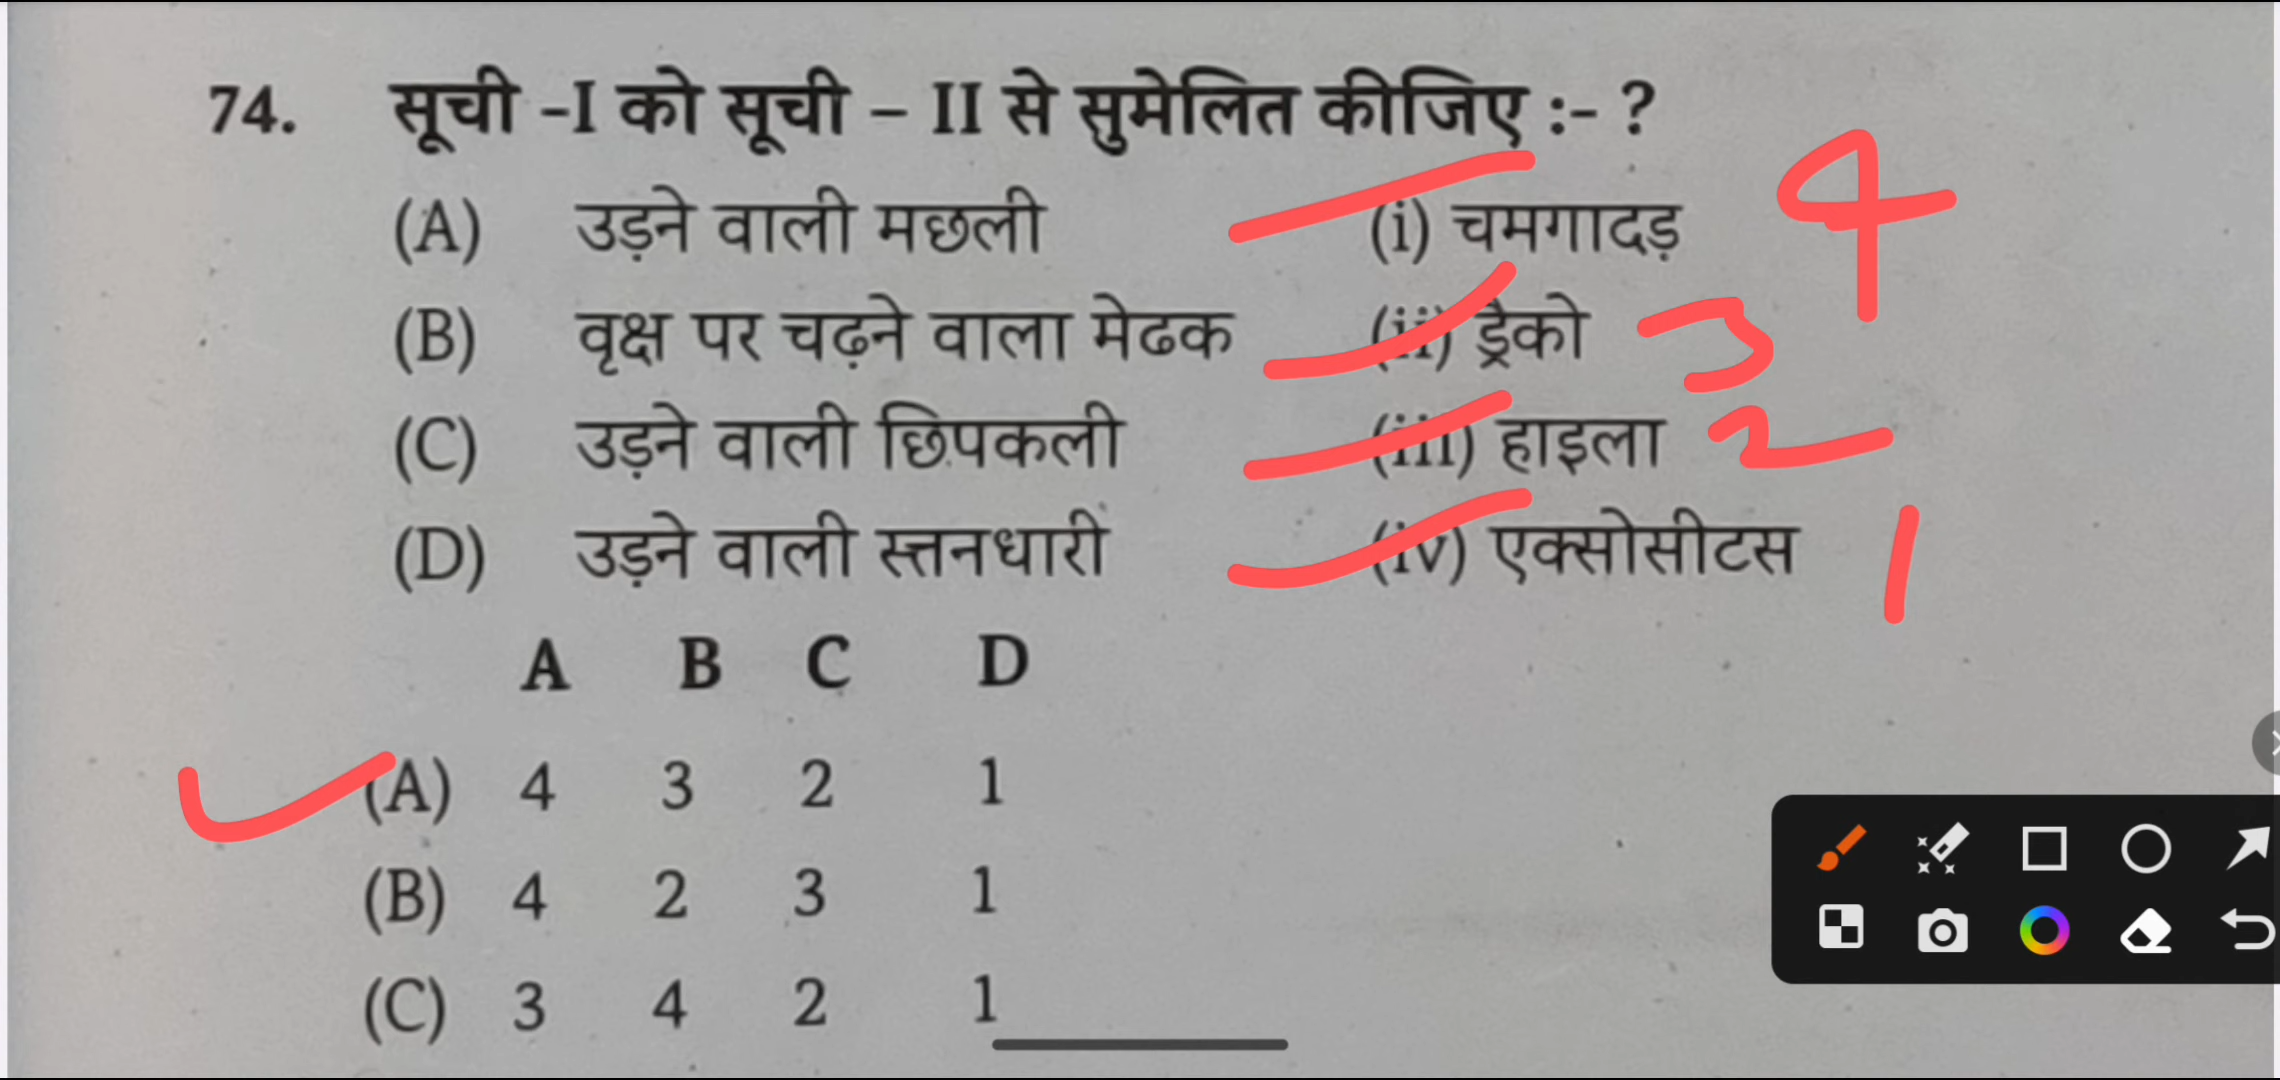 74. सूची -I को सूची – II से सुमेलित कीजिए :- ?
(A) उड़ने वाली मछली (i) चमगादड़ 4
(B) वृक्ष पर चढ़ने वाला मेढक (ii) ड्रैको 3
(C) उड़ने वाली छिपकली (iii) हाइला 2
(D) उड़ने वाली स्तनधारी (iv) एक्सोसीटस 1
A B C D
(A) 4 3 2 1
(B) 4 2 3 1
(C) 3 4 2 1